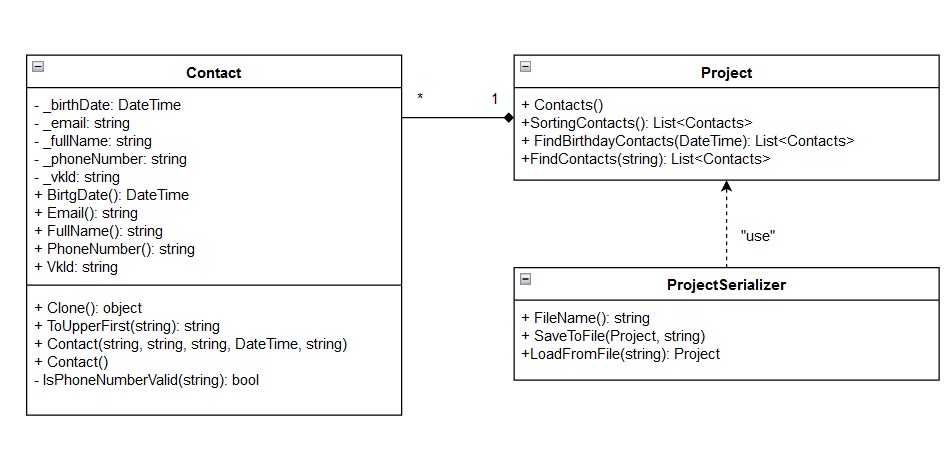 Contact
- _birthDate: DateTime
- _email: string
- _fullName: string
- _phoneNumber: string
- _vkId: string
+ BirtgDate(): DateTime
+ Email(): string
+ FullName(): string
+ PhoneNumber(): string
+ VkId: string
+ Clone(): object
+ ToUpperFirst(string): string
+ Contact(string, string, string, DateTime, string)
+ Contact()
- IsPhoneNumberValid(string): bool
* 1
Project
+ Contacts()
+SortingContacts(): List<Contacts>
+ FindBirthdayContacts(DateTime): List<Contacts>
+FindContacts(string): List<Contacts>
"use"
ProjectSerializer
+ FileName(): string
+ SaveToFile(Project, string)
+LoadFromFile(string): Project